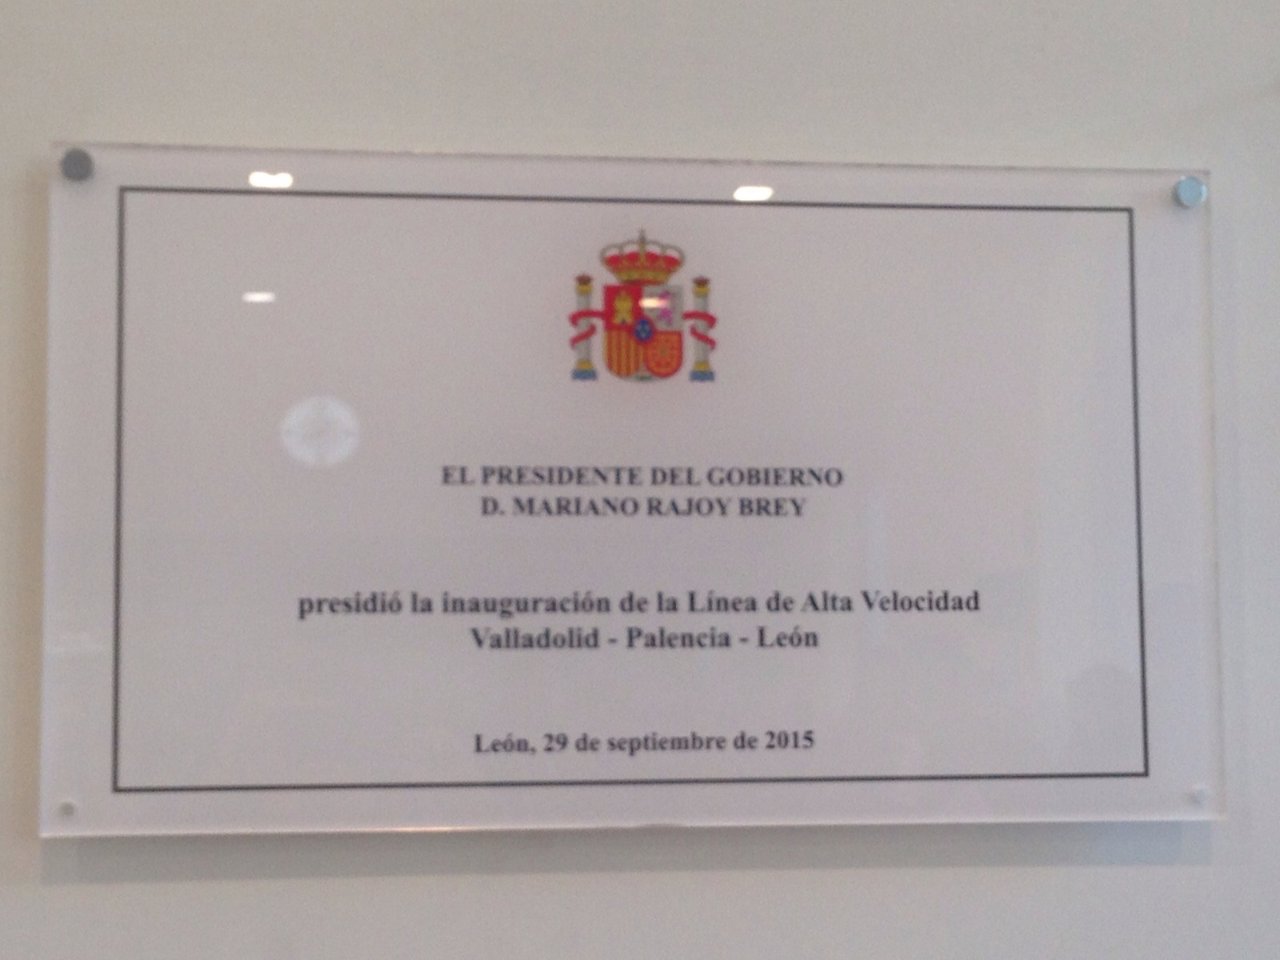 EL PRESIDENTE DEL GOBIERNO
D. MARIANO RAJOY BREY
presidió la inauguración de la Línea de Alta Velocidad
Valladolid - Palencia - León
León, 29 de septiembre de 2015